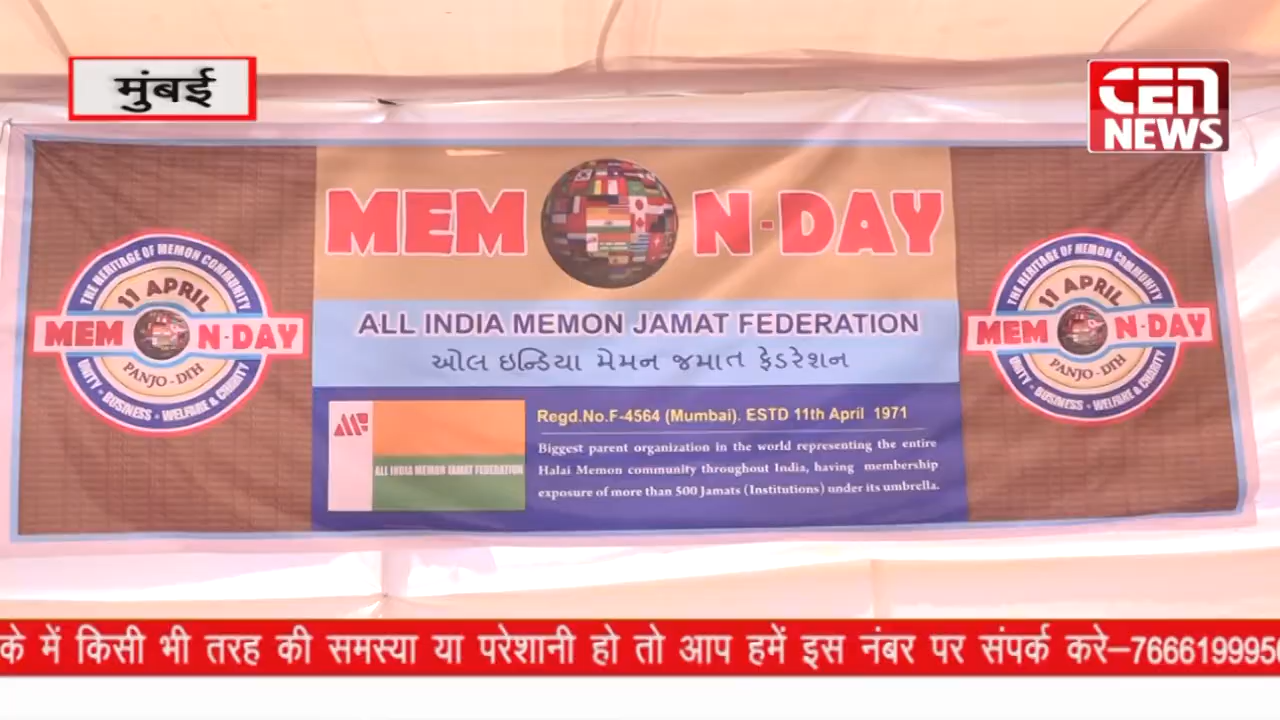 मुंबई
CEN
NEWS
MEM N-DAY
ALL INDIA MEMON JAMAT FEDERATION
ઓલ ઇન્ડિયા મેમન જમાત ફેડરેશન
Regd.No.F-4564 (Mumbai). ESTD 11th April 1971
Biggest parent organization in the world representing the entire
Halai Memon community throughout India, having membership
exposure of more than 500 Jamats (Institutions) under its umbrella.
ALL INDIA MEMON JAMAT FEDERATION
THE HERITAGE OF MEMON COMMUNITY
11 APRIL
MEM N-DAY
PANJO-DIH
UNITY • BUSINESS • WELFARE & CHARITY
THE HERITAGE OF MEMON COMMUNITY
11 APRIL
MEM N-DAY
PANJO-DIH
UNITY • BUSINESS • WELFARE & CHARITY
के में किसी भी तरह की समस्या या परेशानी हो तो आप हमें इस नंबर पर संपर्क करे–766619995